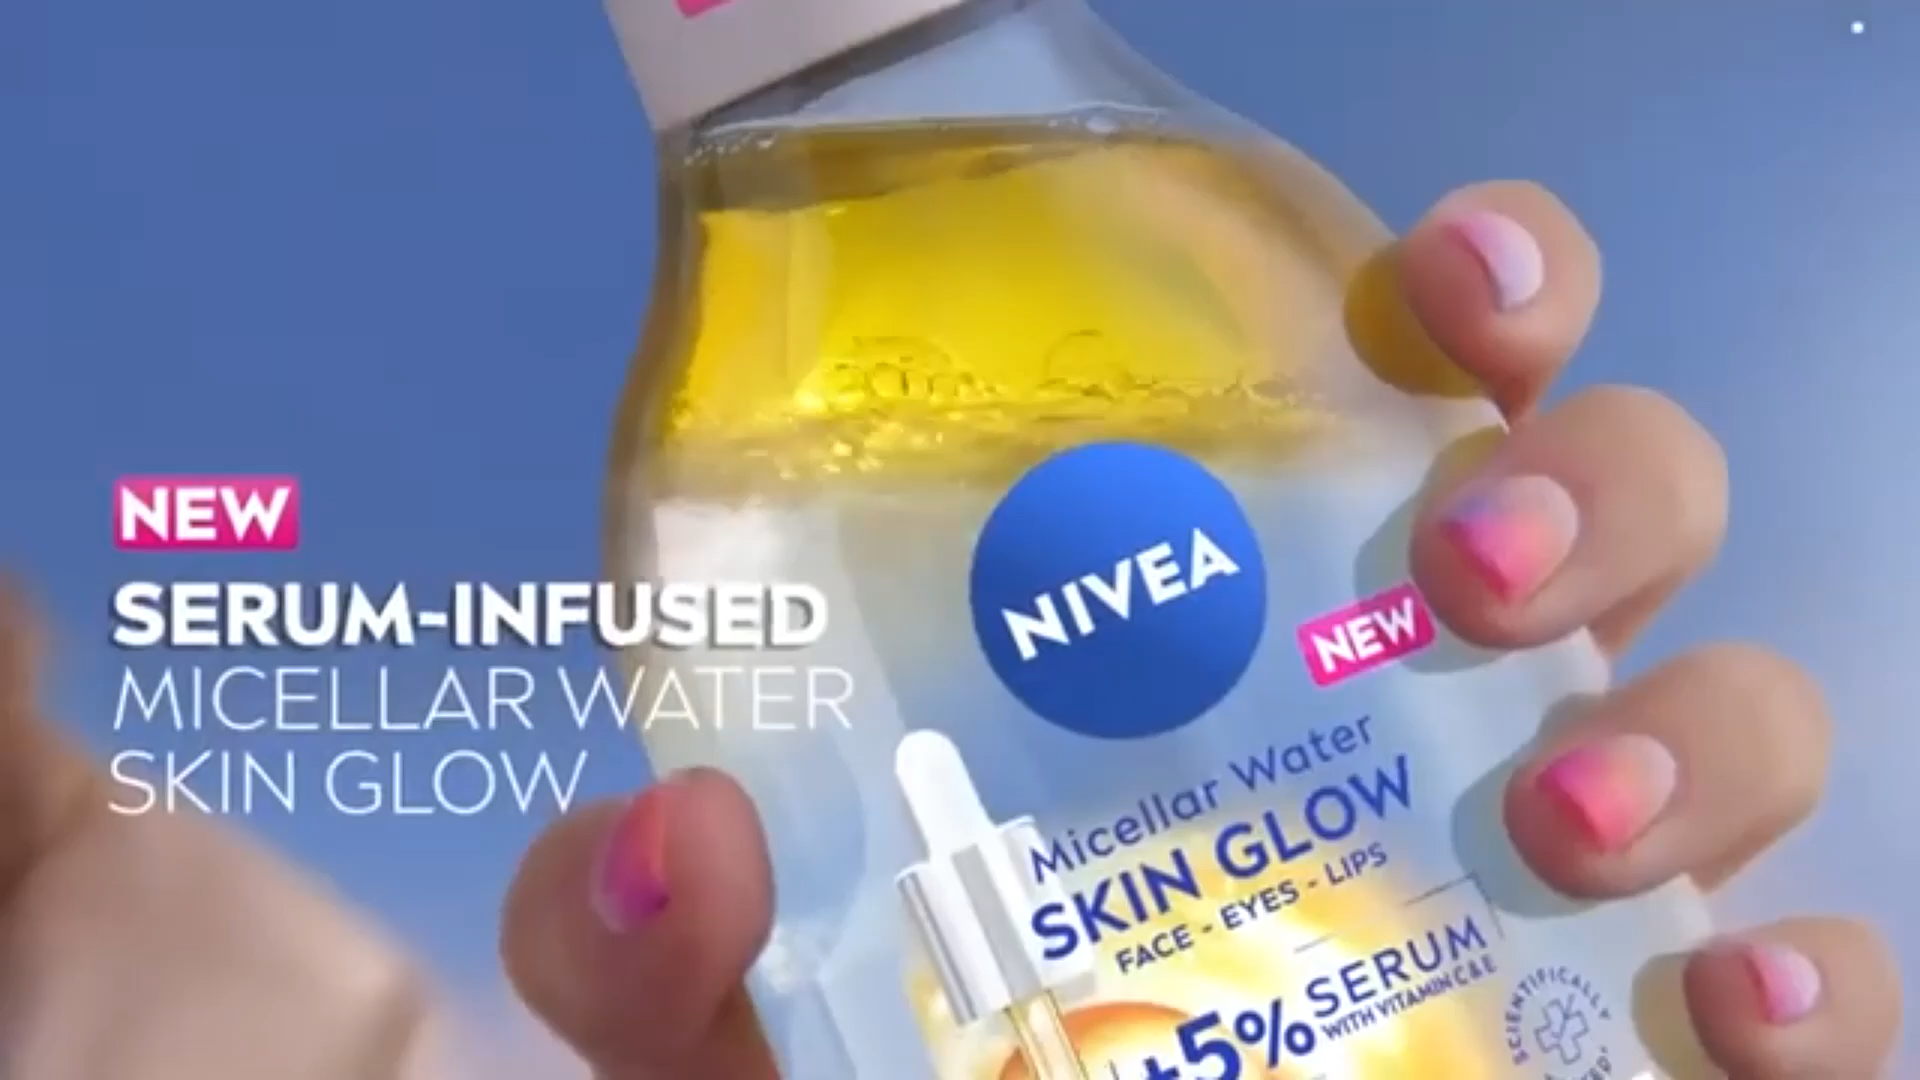 NEW
SERUM-INFUSED
MICELLAR WATER
SKIN GLOW
NIVEA
NEW
Micellar Water
SKIN GLOW
FACE - EYES - LIPS
+5% SERUM
WITH VITAMIN C & E
SCIENTIFICALLY